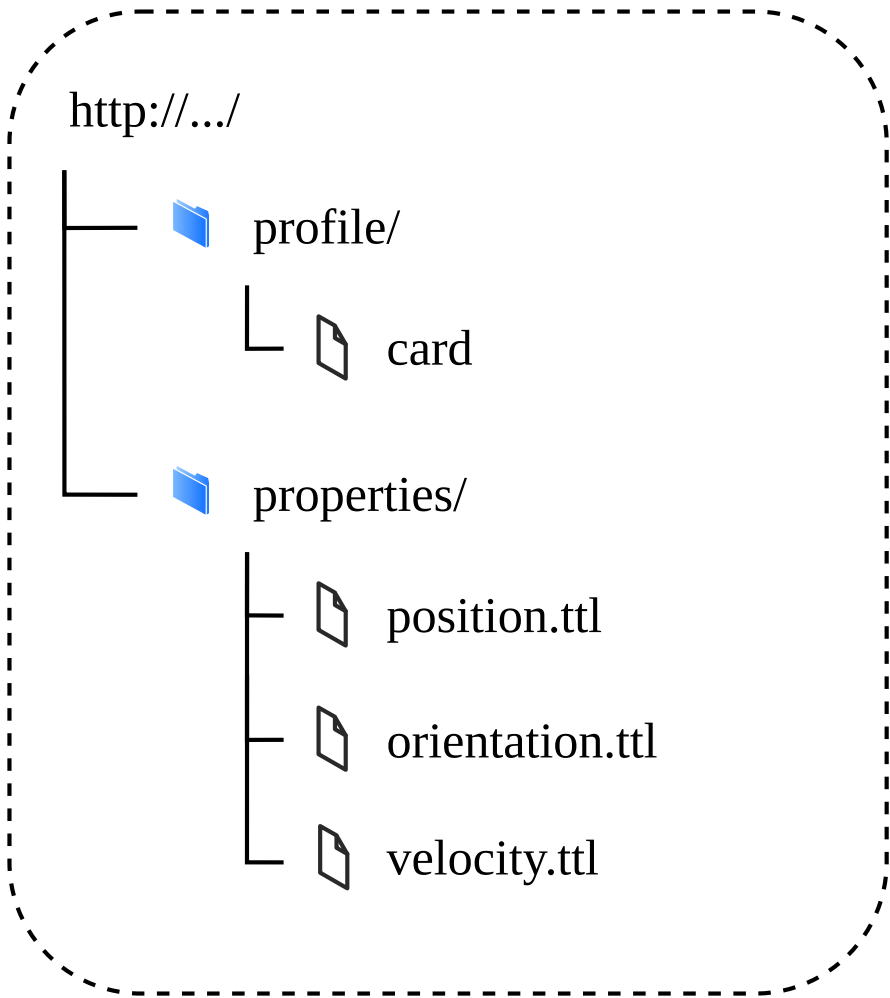 http://.../
profile/
card
properties/
position.ttl
orientation.ttl
velocity.ttl